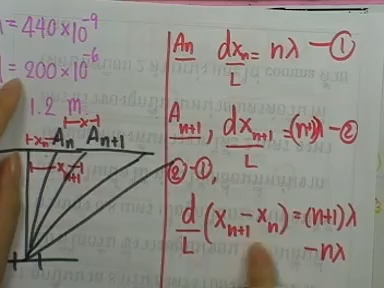 = 440×10⁻⁹
= 200×10⁻⁶
1.2 m
x
xₙ Aₙ Aₙ₊₁
xₙ₊₁
Aₙ dxₙ/L = nλ — ①
Aₙ₊₁, dxₙ₊₁/L = (n+1)λ — ②
② - ①,
d/L (xₙ₊₁ - xₙ) = (n+1)λ
- nλ